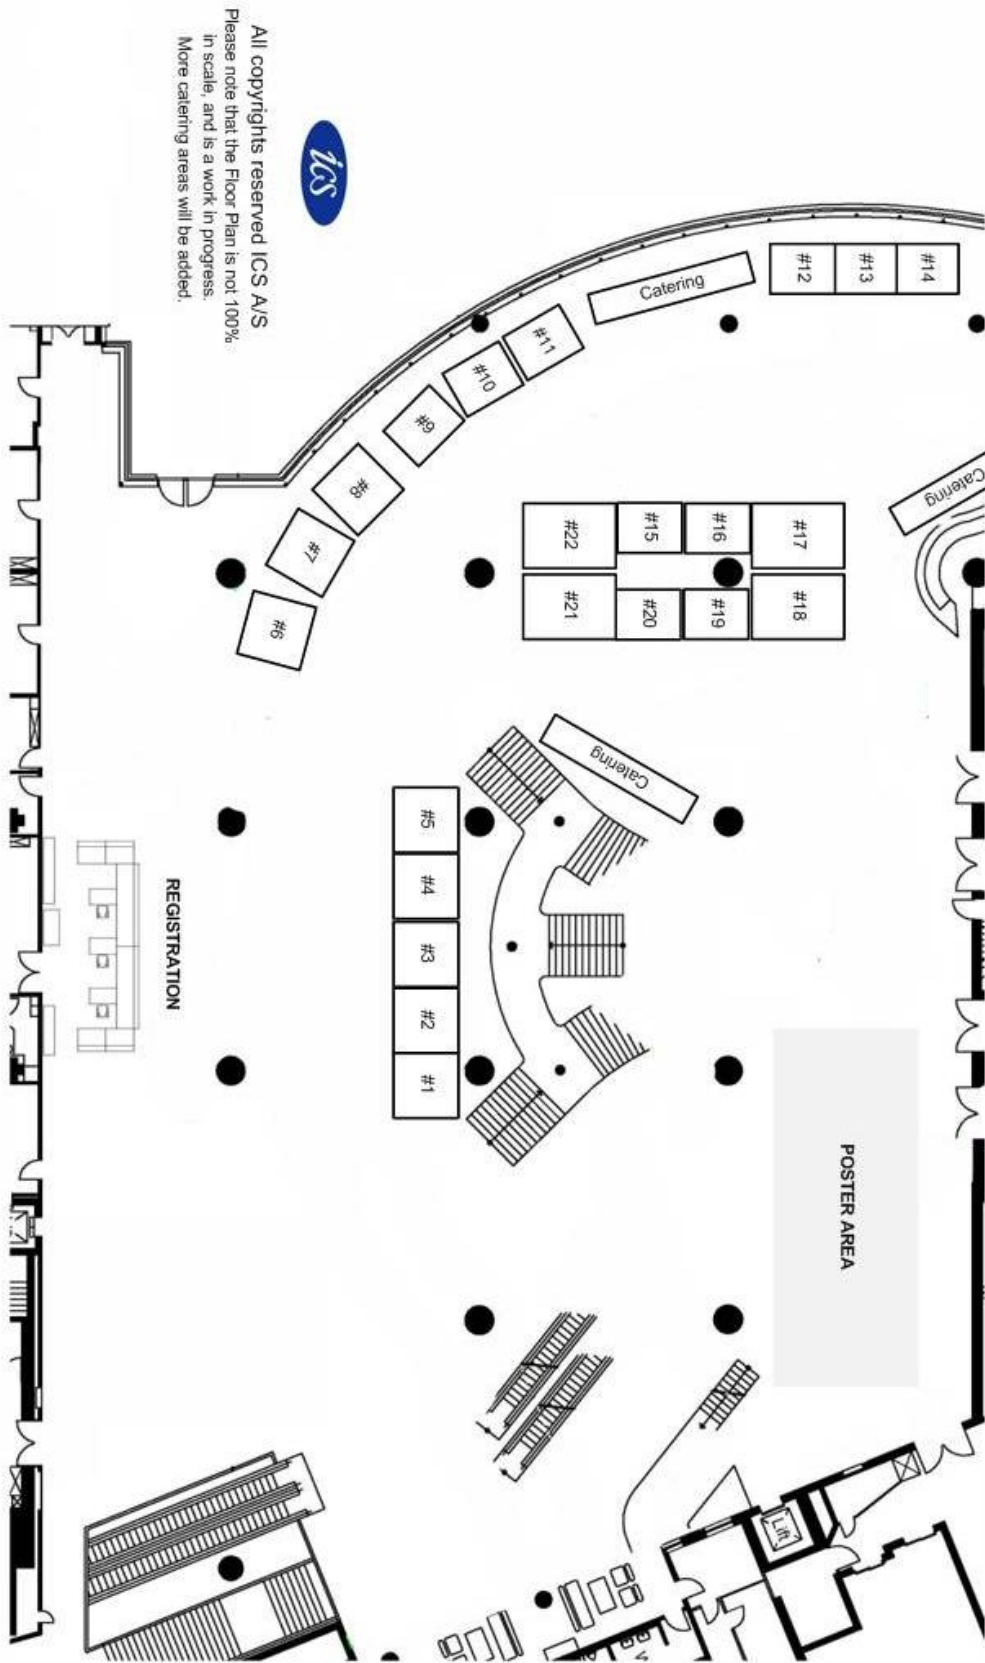 All copyrights reserved ICS A/S
Please note that the Floor Plan is not 100%
in scale, and is a work in progress.
More catering areas will be added.
ics
#12
#13
#14
Catering
#11
#10
#9
#8
#7
#6
Catering
#22
#15
#16
#17
#21
#20
#19
#18
Catering
#5
#4
#3
#2
#1
REGISTRATION
POSTER AREA
Lift